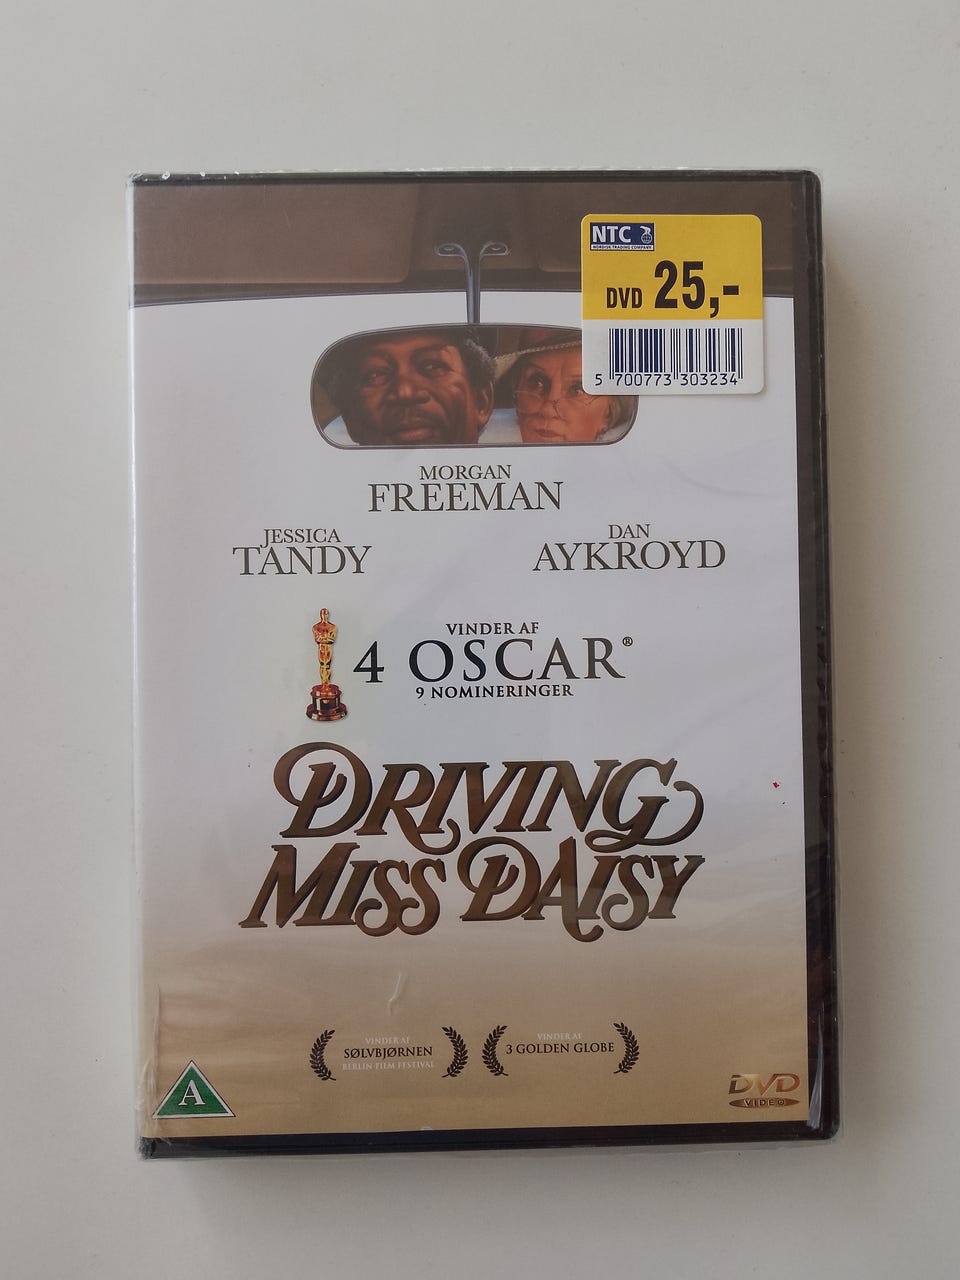 NTC
NORDISK TRADING COMPANY
DVD 25,-
5 700773 303234
MORGAN
FREEMAN
JESSICA
TANDY
DAN
AYKROYD
VINDER AF
4 OSCAR®
9 NOMINERINGER
DRIVING
MISS DAISY
VINDER AF
SØLVBJØRNEN
BERLIN FILM FESTIVAL
VINDER AF
3 GOLDEN GLOBE
A
DVD
VIDEO